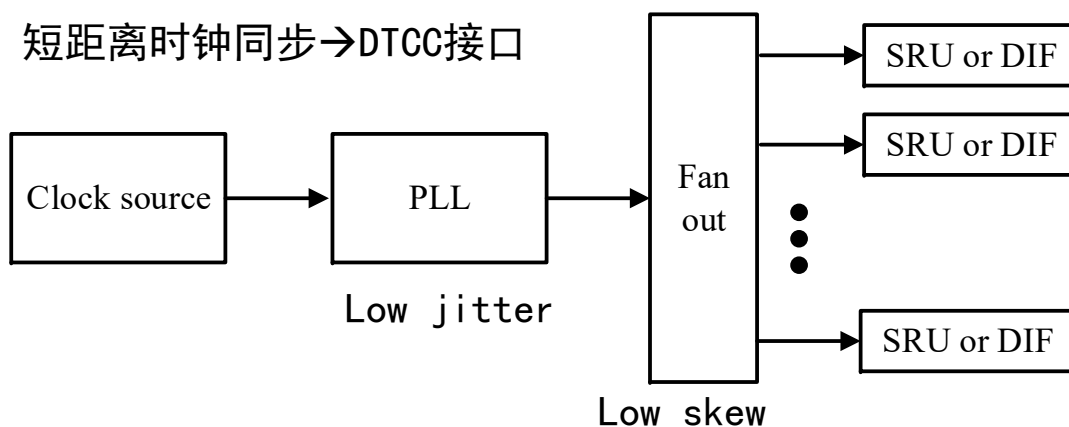 短距离时钟同步→DTCC接口
Clock source
PLL
Low jitter
Fan
out
Low skew
SRU or DIF
SRU or DIF
SRU or DIF